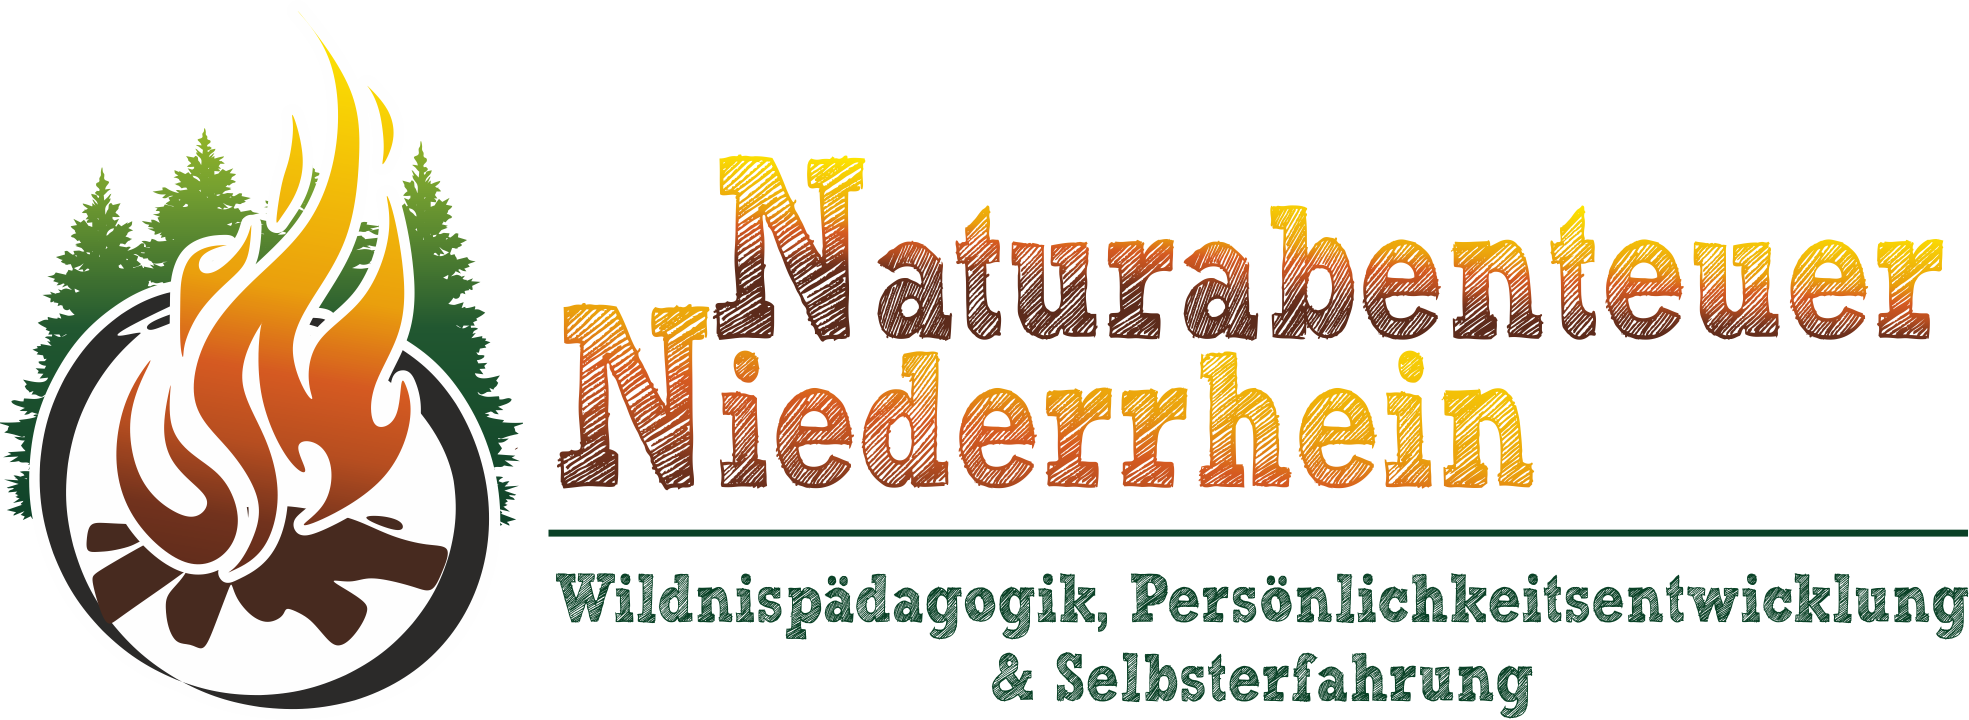 Naturabenteuer
Niederrhein
Wildnispädagogik, Persönlichkeitsentwicklung
& Selbsterfahrung